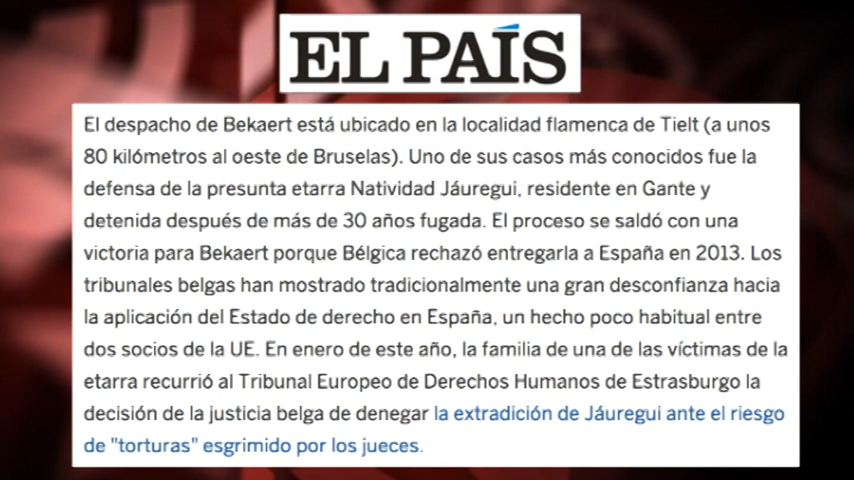 EL PAÍS
El despacho de Bekaert está ubicado en la localidad flamenca de Tielt (a unos
80 kilómetros al oeste de Bruselas). Uno de sus casos más conocidos fue la
defensa de la presunta etarra Natividad Jáuregui, residente en Gante y
detenida después de más de 30 años fugada. El proceso se saldó con una
victoria para Bekaert porque Bélgica rechazó entregarla a España en 2013. Los
tribunales belgas han mostrado tradicionalmente una gran desconfianza hacia
la aplicación del Estado de derecho en España, un hecho poco habitual entre
dos socios de la UE. En enero de este año, la familia de una de las víctimas de la
etarra recurrió al Tribunal Europeo de Derechos Humanos de Estrasburgo la
decisión de la justicia belga de denegar la extradición de Jáuregui ante el riesgo
de "torturas" esgrimido por los jueces.